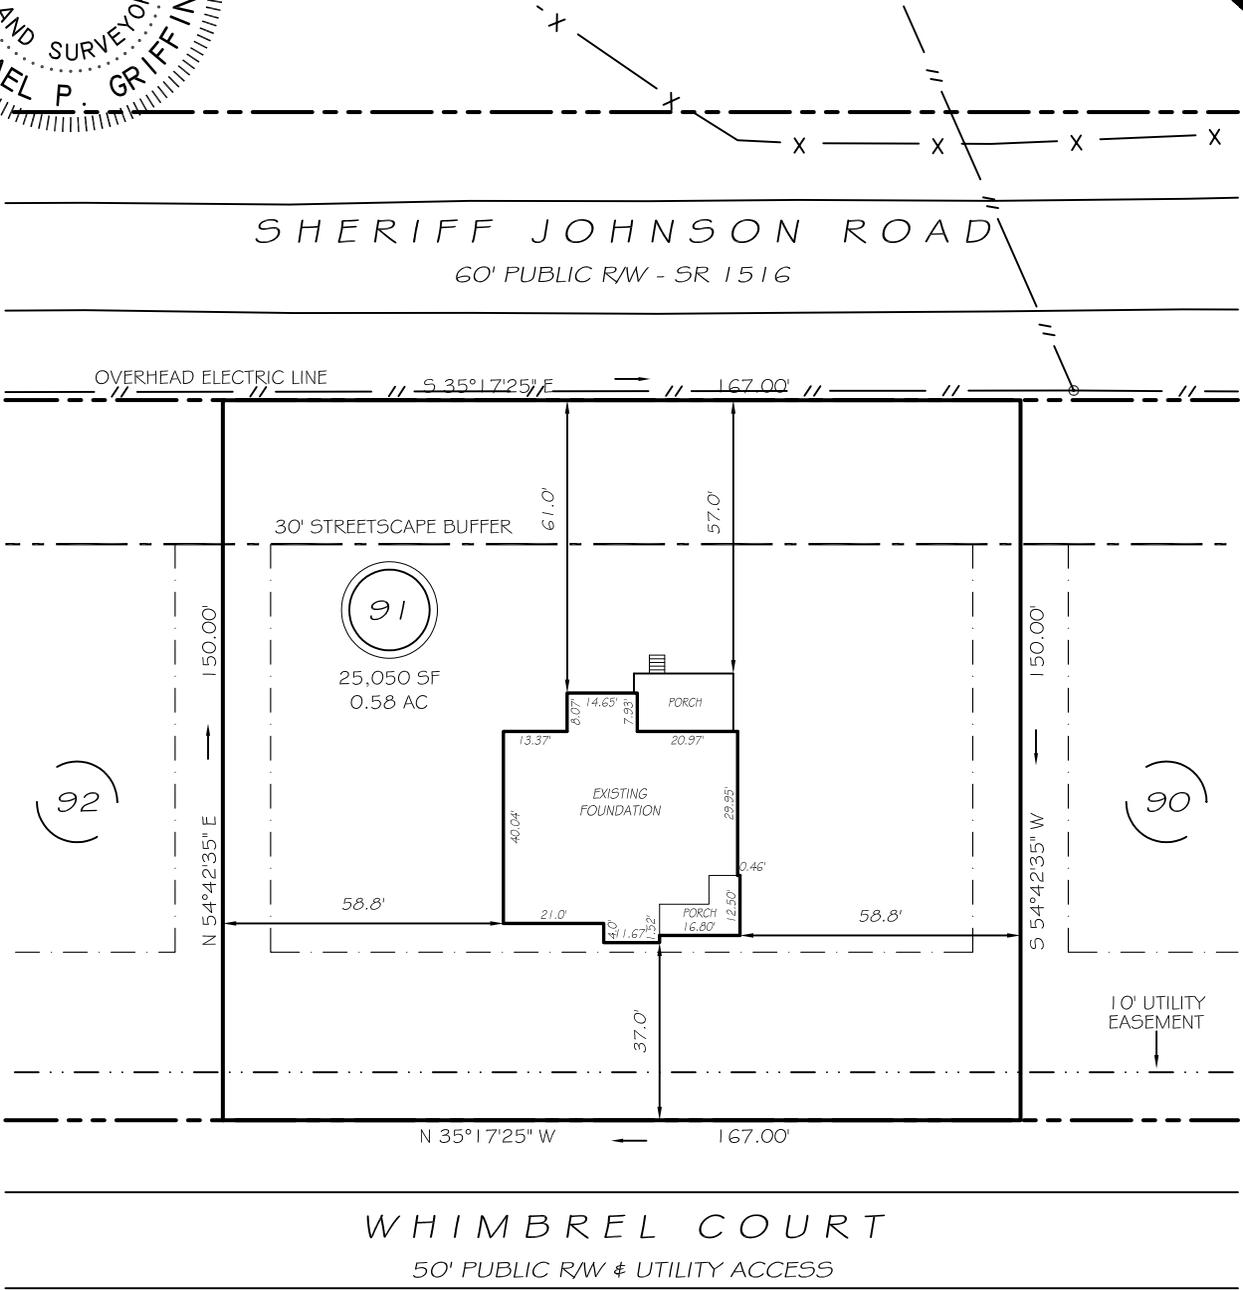 AND SURVEYO
EL P. GRIFFIN
X
X
X X X X
SHERIFF JOHNSON ROAD
60' PUBLIC R/W - SR 1516
OVERHEAD ELECTRIC LINE
S 35°17'25" E 167.00'
61.0'
57.0'
30' STREETSCAPE BUFFER
91
25,050 SF
0.58 AC
150.00'
150.00'
8.07'
14.65'
7.93'
PORCH
13.37'
20.97'
EXISTING
FOUNDATION
92
90
40.04'
29.95'
0.46'
N 54°42'35" E
S 54°42'35" W
58.8'
21.0'
4.0'
11.67'
1.52'
PORCH
16.80'
12.50'
58.8'
37.0'
10' UTILITY
EASEMENT
N 35°17'25" W 167.00'
WHIMBREL COURT
50' PUBLIC R/W & UTILITY ACCESS